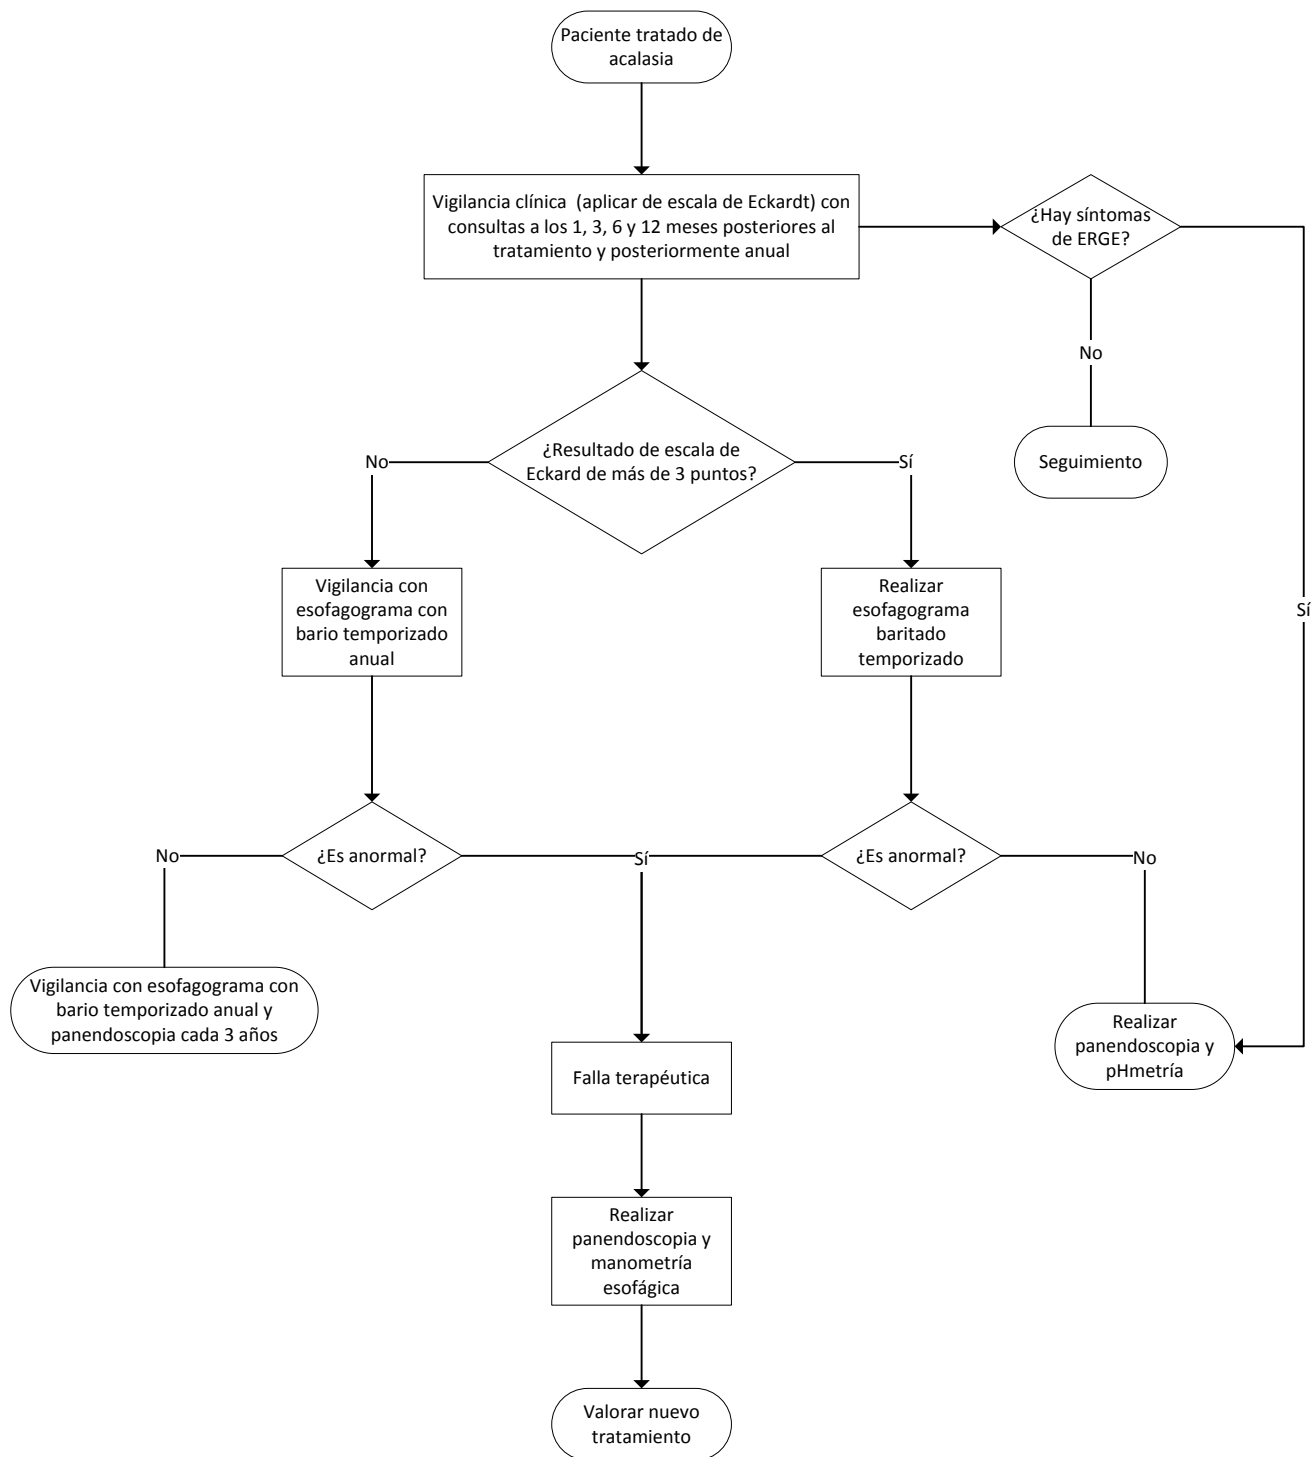 Paciente tratado de
acalasia
Vigilancia clínica (aplicar de escala de Eckardt) con
consultas a los 1, 3, 6 y 12 meses posteriores al
tratamiento y posteriormente anual
¿Hay síntomas
de ERGE?
No
Seguimiento
Sí
¿Resultado de escala de
Eckard de más de 3 puntos?
No
Sí
Vigilancia con
esofagograma con
bario temporizado
anual
Realizar
esofagograma
baritado
temporizado
¿Es anormal?
¿Es anormal?
No
Sí
No
Vigilancia con esofagograma con
bario temporizado anual y
panendoscopia cada 3 años
Realizar
panendoscopia y
pHmetría
Falla terapéutica
Realizar
panendoscopia y
manometría
esofágica
Valorar nuevo
tratamiento